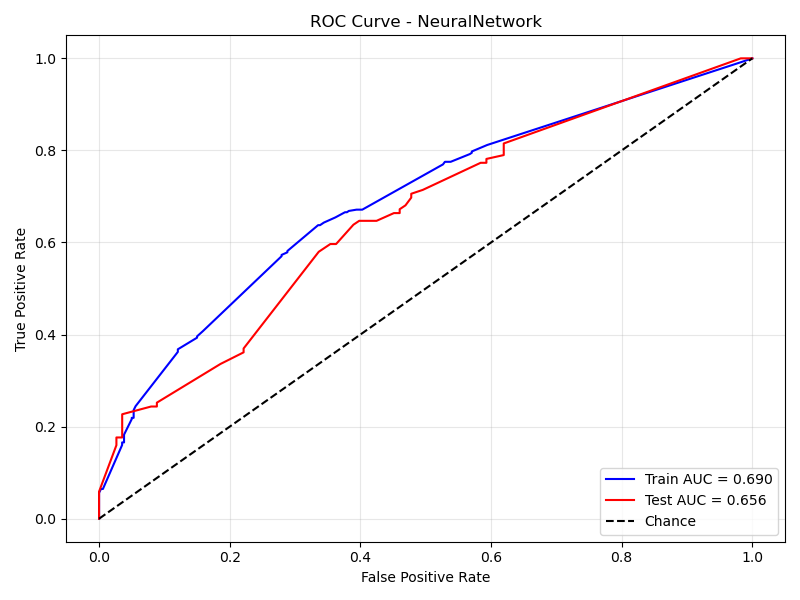 ROC Curve - NeuralNetwork
True Positive Rate
1.0
0.8
0.6
0.4
0.2
0.0
Train AUC = 0.690
Test AUC = 0.656
Chance
0.0 0.2 0.4 0.6 0.8 1.0
False Positive Rate